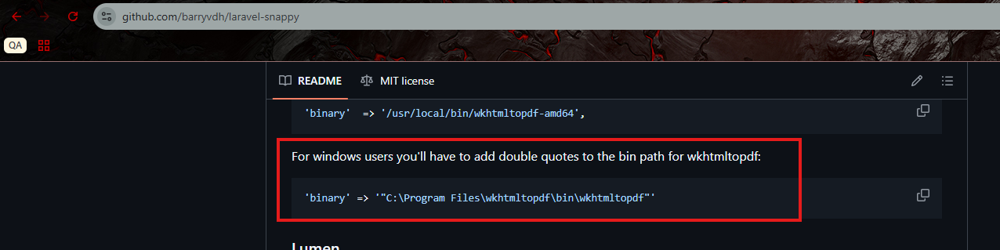 github.com/barryvdh/laravel-snappy
QA
README MIT license
'binary'  => '/usr/local/bin/wkhtmltopdf-amd64',
For windows users you'll have to add double quotes to the bin path for wkhtmltopdf:
'binary' => '"C:\Program Files\wkhtmltopdf\bin\wkhtmltopdf"'
Lumen